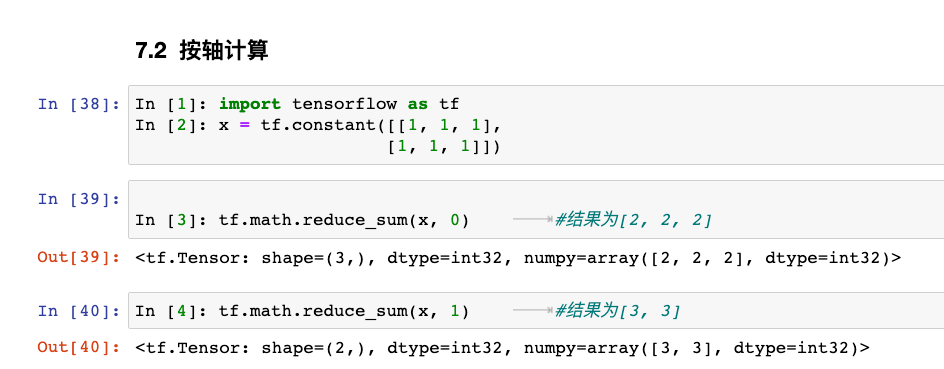 7.2 按轴计算
In [38]: In [1]: import tensorflow as tf
In [2]: x = tf.constant([[1, 1, 1],
[1, 1, 1]])
In [39]:
In [3]: tf.math.reduce_sum(x, 0) #结果为[2, 2, 2]
Out[39]: <tf.Tensor: shape=(3,), dtype=int32, numpy=array([2, 2, 2], dtype=int32)>
In [40]: In [4]: tf.math.reduce_sum(x, 1) #结果为[3, 3]
Out[40]: <tf.Tensor: shape=(2,), dtype=int32, numpy=array([3, 3], dtype=int32)>